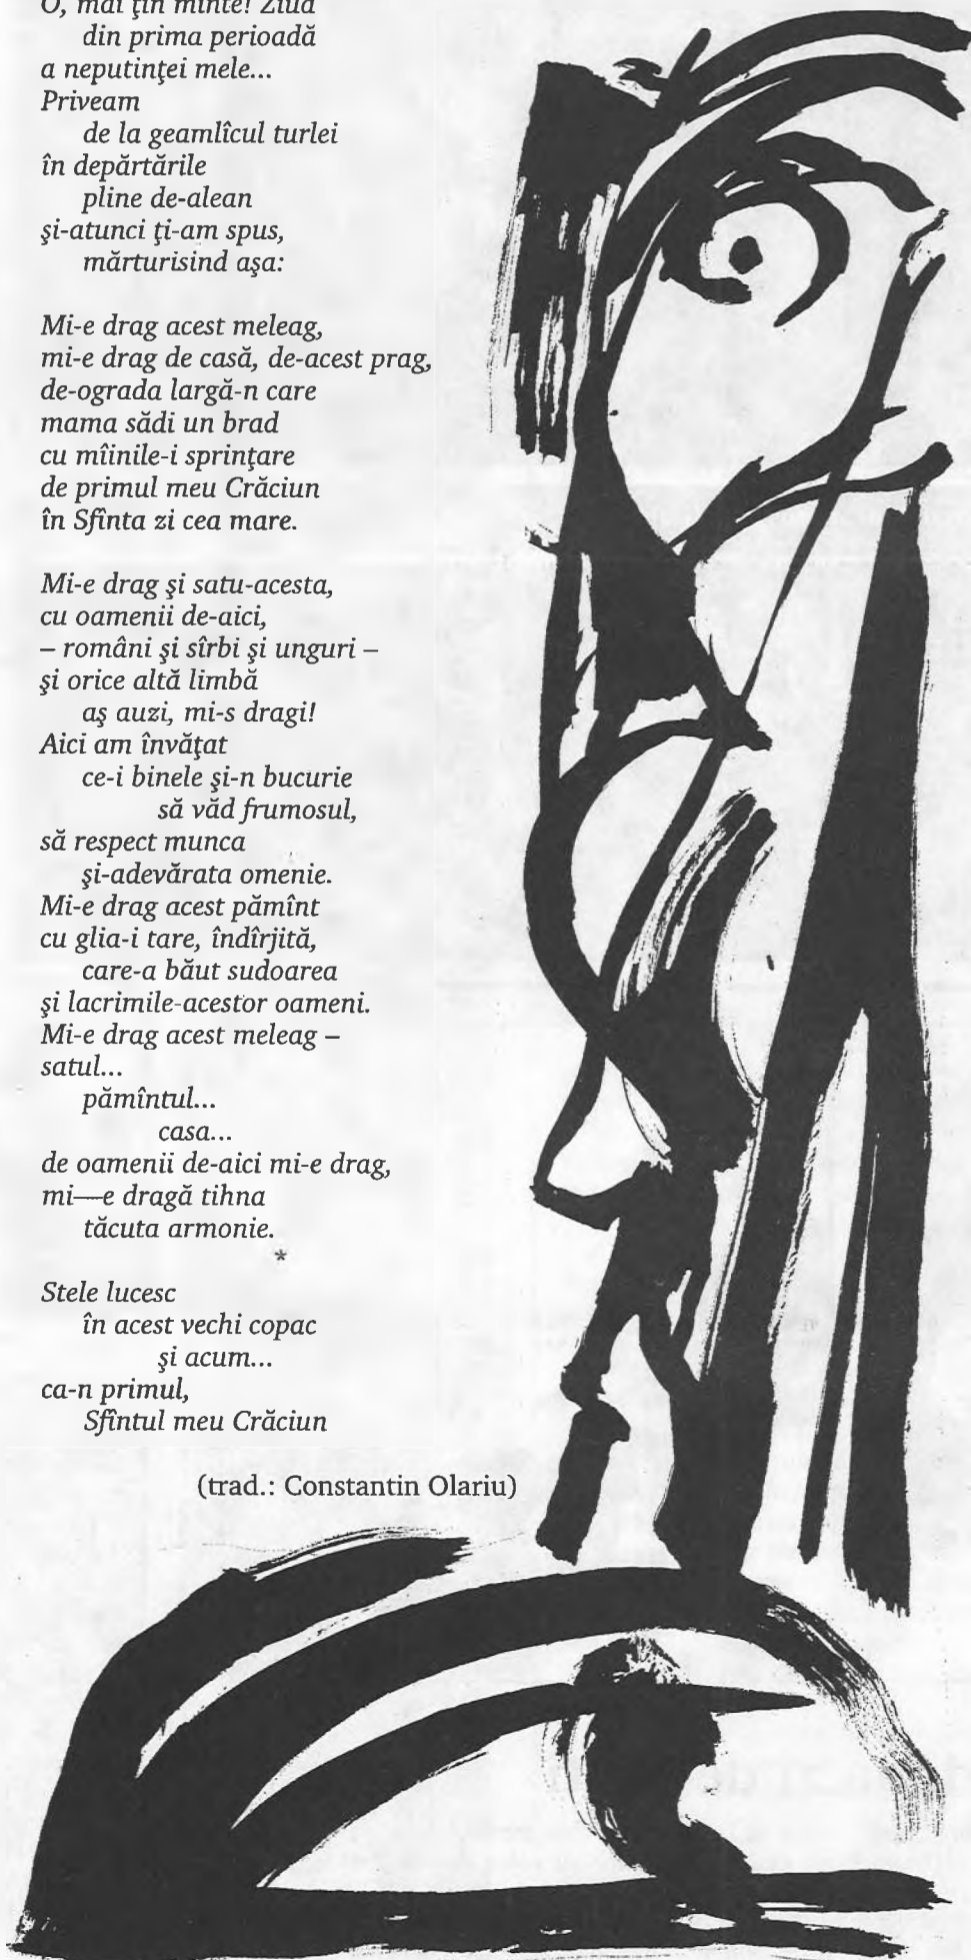 O, mai ţin minte! Ziua
din prima perioadă
a neputinţei mele...
Priveam
de la geamlîcul turlei
în depărtările
pline de-alean
şi-atunci ţi-am spus,
mărturisind aşa:

Mi-e drag acest meleag,
mi-e drag de casă, de-acest prag,
de-ograda largă-n care
mama sădi un brad
cu mîinile-i sprinţare
de primul meu Crăciun
în Sfînta zi cea mare.

Mi-e drag şi satu-acesta,
cu oamenii de-aici,
– români şi sîrbi şi unguri –
şi orice altă limbă
aş auzi, mi-s dragi!
Aici am învăţat
ce-i binele şi-n bucurie
să văd frumosul,
să respect munca
şi-adevărata omenie.
Mi-e drag acest pămînt
cu glia-i tare, îndîrjită,
care-a băut sudoarea
şi lacrimile-acestor oameni.
Mi-e drag acest meleag –
satul...
pămîntul...
casa...
de oamenii de-aici mi-e drag,
mi—e dragă tihna
tăcuta armonie.
*
Stele lucesc
în acest vechi copac
şi acum...
ca-n primul,
Sfîntul meu Crăciun

(trad.: Constantin Olariu)